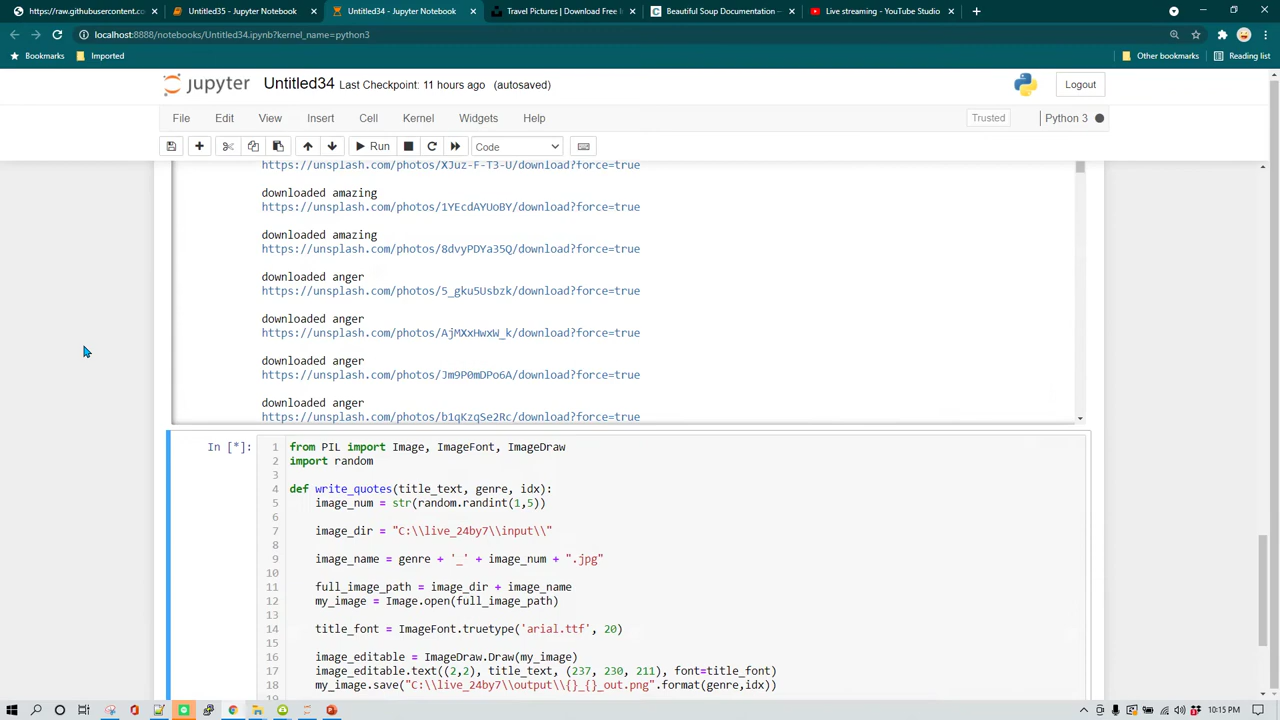 https://raw.githubusercontent.com
Untitled35 - Jupyter Notebook
Untitled34 - Jupyter Notebook
Travel Pictures | Download Free I
Beautiful Soup Documentation —
Live streaming - YouTube Studio
localhost:8888/notebooks/Untitled34.ipynb?kernel_name=python3
Bookmarks
Imported
Other bookmarks
Reading list
jupyter Untitled34 Last Checkpoint: 11 hours ago (autosaved)
Logout
File Edit View Insert Cell Kernel Widgets Help
Trusted
Python 3
Run
Code
https://unsplash.com/photos/XJuz-F-T3-U/download?force=true
downloaded amazing
https://unsplash.com/photos/1YEcdAYUoBY/download?force=true
downloaded amazing
https://unsplash.com/photos/8dvyPDYa35Q/download?force=true
downloaded anger
https://unsplash.com/photos/5_gku5Usbzk/download?force=true
downloaded anger
https://unsplash.com/photos/AjMXxHwxW_k/download?force=true
downloaded anger
https://unsplash.com/photos/Jm9P0mDPo6A/download?force=true
downloaded anger
https://unsplash.com/photos/b1qKzqSe2Rc/download?force=true
In [*]:
1 from PIL import Image, ImageFont, ImageDraw
2 import random
3
4 def write_quotes(title_text, genre, idx):
5 image_num = str(random.randint(1,5))
6
7 image_dir = "C:\\live_24by7\\input\\"
8
9 image_name = genre + '_' + image_num + ".jpg"
10
11 full_image_path = image_dir + image_name
12 my_image = Image.open(full_image_path)
13
14 title_font = ImageFont.truetype('arial.ttf', 20)
15
16 image_editable = ImageDraw.Draw(my_image)
17 image_editable.text((2,2), title_text, (237, 230, 211), font=title_font)
18 my_image.save("C:\\live_24by7\\output\\{}_{}_out.png".format(genre,idx))
10:15 PM